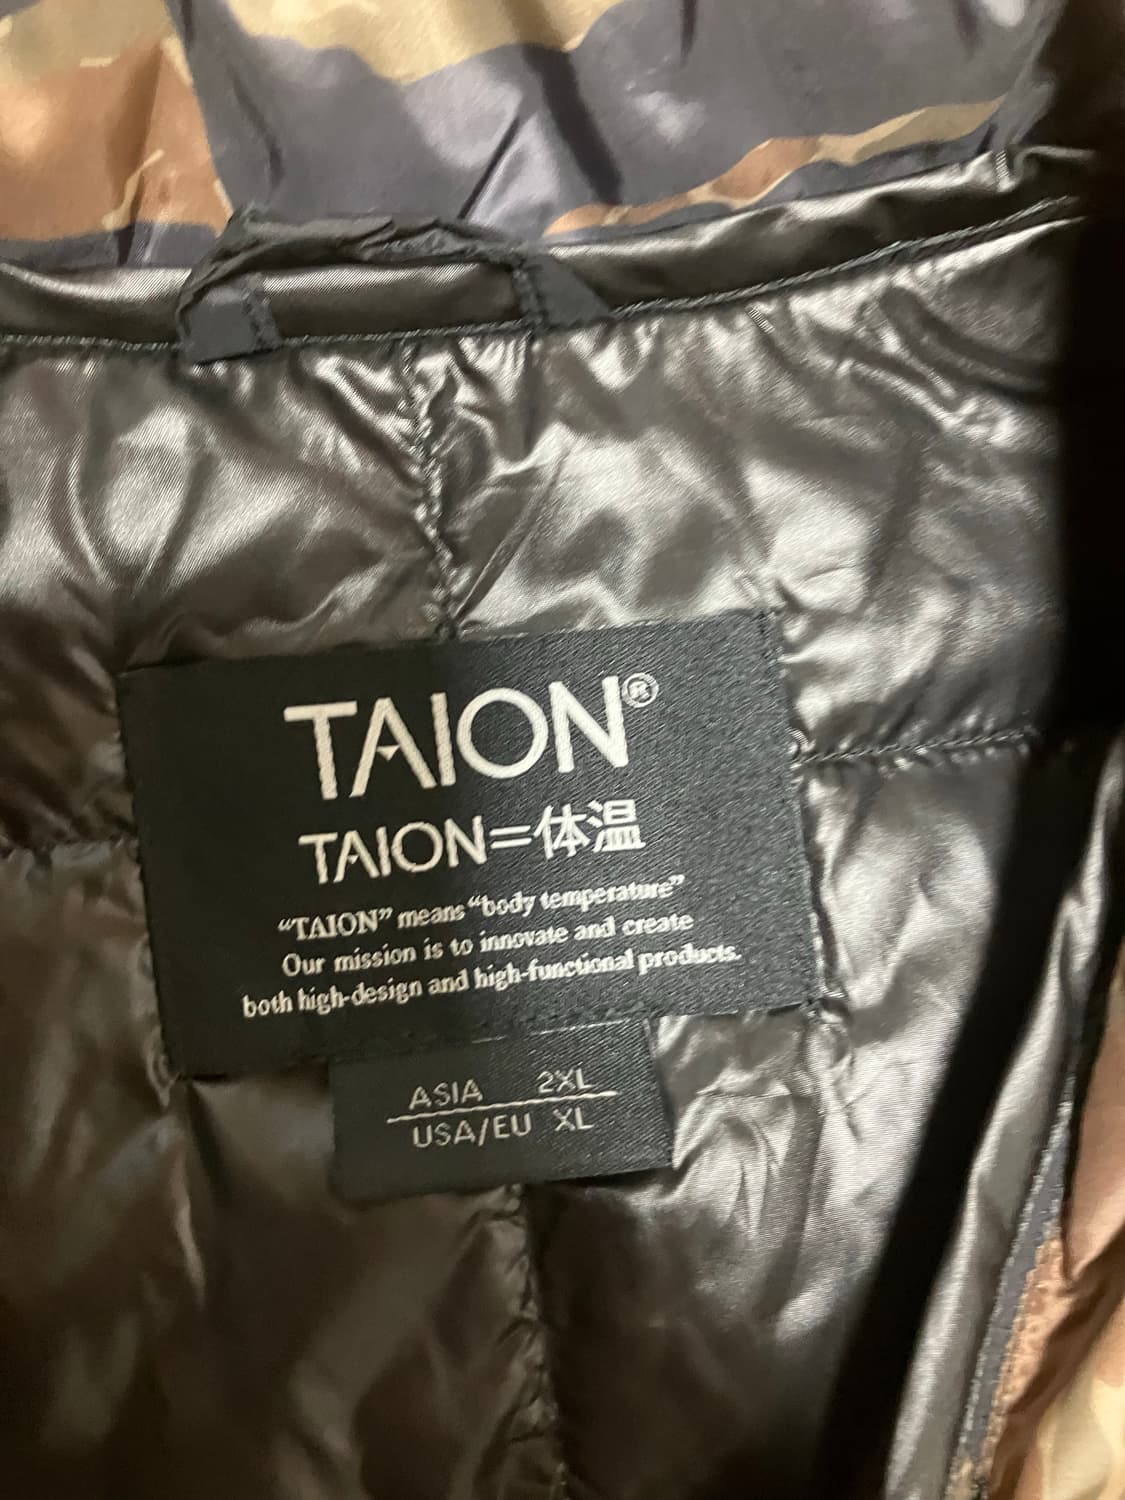 TAION®
TAION=体温
“TAION” means “body temperature”
Our mission is to innovate and create
both high-design and high-functional products.
ASIA 2XL
USA/EU XL